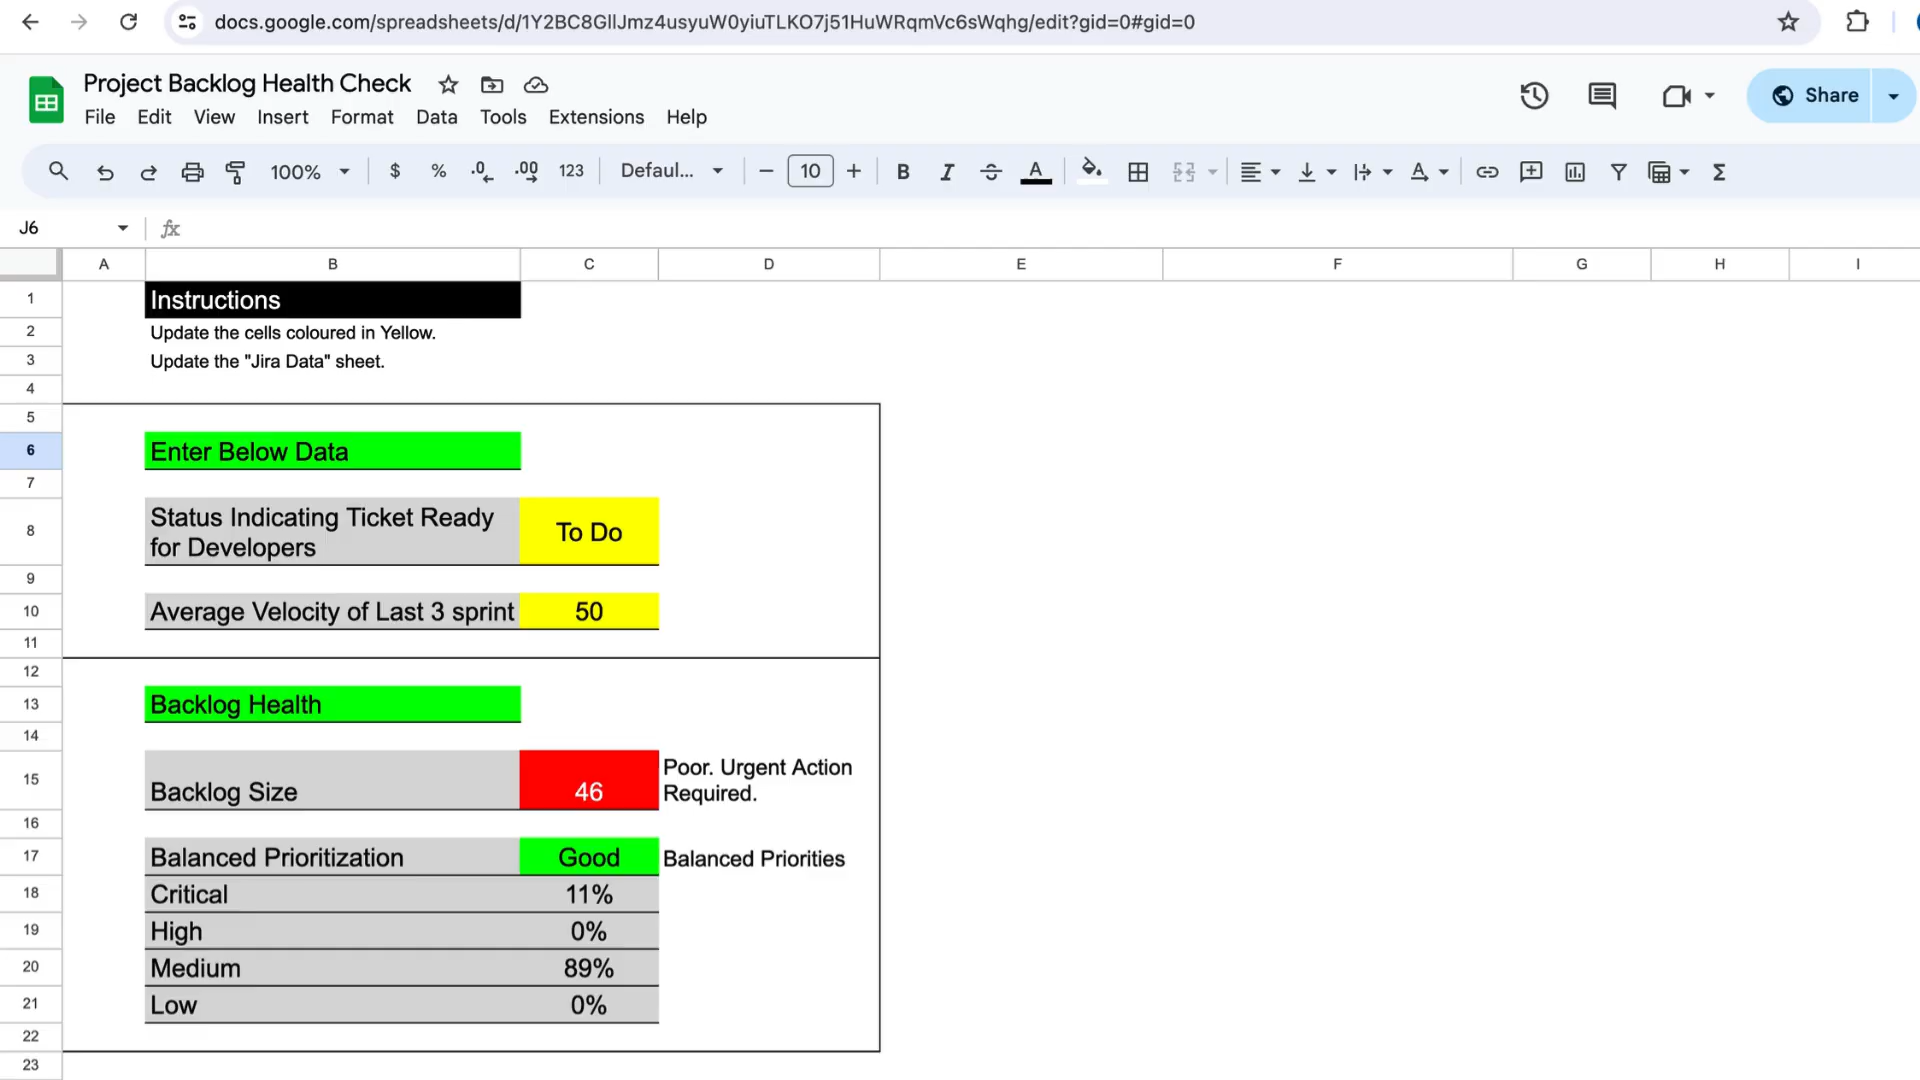 docs.google.com/spreadsheets/d/1Y2BC8GllJmz4usyuW0yiuTLKO7j51HuWRqmVc6sWqhg/edit?gid=0#gid=0
Project Backlog Health Check
File Edit View Insert Format Data Tools Extensions Help
Share
100% $ % .0 .00 123 Defaul... 10 B I S A
J6 fx
A B C D E F G H I
1 Instructions
2 Update the cells coloured in Yellow.
3 Update the "Jira Data" sheet.
4
5
6 Enter Below Data
7
Status Indicating Ticket Ready
8 for Developers To Do
9
10 Average Velocity of Last 3 sprint 50
11
12
13 Backlog Health
14
15 Backlog Size 46 Poor. Urgent Action
Required.
16
17 Balanced Prioritization Good Balanced Priorities
18 Critical 11%
19 High 0%
20 Medium 89%
21 Low 0%
22
23